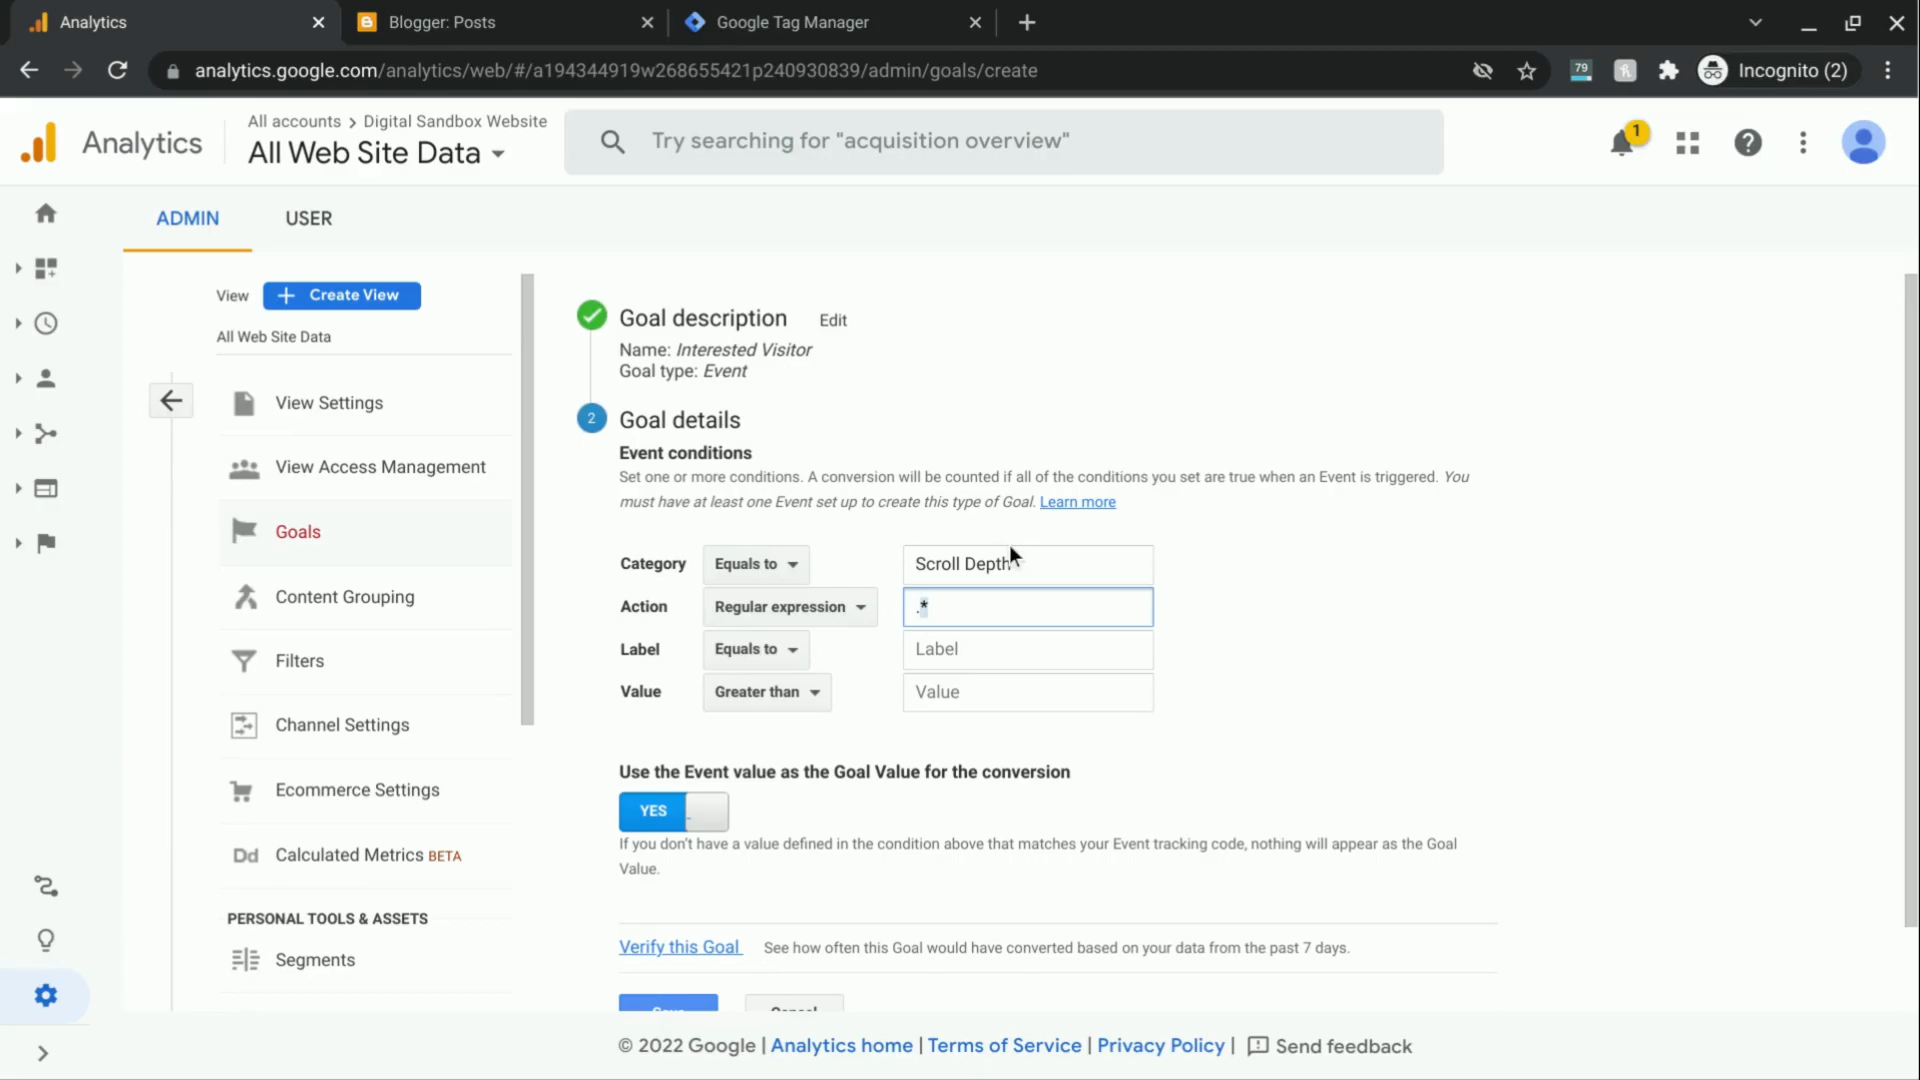 Analytics
Blogger: Posts
Google Tag Manager
analytics.google.com/analytics/web/#/a194344919w268655421p240930839/admin/goals/create
79
Incognito (2)
Analytics
All accounts > Digital Sandbox Website
All Web Site Data
Try searching for "acquisition overview"
1
ADMIN
USER
View
+ Create View
All Web Site Data
View Settings
View Access Management
Goals
Content Grouping
Filters
Channel Settings
Ecommerce Settings
Dd Calculated Metrics BETA
PERSONAL TOOLS & ASSETS
Segments
Goal description Edit
Name: Interested Visitor
Goal type: Event
2 Goal details
Event conditions
Set one or more conditions. A conversion will be counted if all of the conditions you set are true when an Event is triggered. You
must have at least one Event set up to create this type of Goal. Learn more
Category Equals to Scroll Depth
Action Regular expression .*
Label Equals to Label
Value Greater than Value
Use the Event value as the Goal Value for the conversion
YES
If you don't have a value defined in the condition above that matches your Event tracking code, nothing will appear as the Goal
Value.
Verify this Goal See how often this Goal would have converted based on your data from the past 7 days.
Save Cancel
© 2022 Google | Analytics home | Terms of Service | Privacy Policy | Send feedback